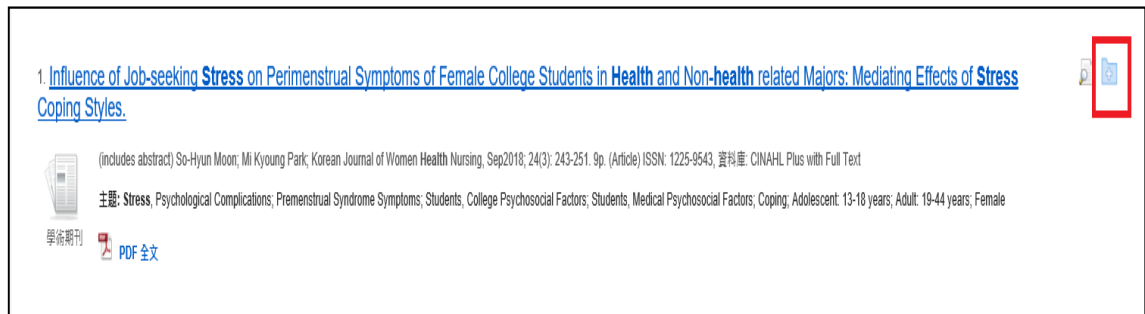 1. Influence of Job-seeking Stress on Perimenstrual Symptoms of Female College Students in Health and Non-health related Majors: Mediating Effects of Stress
Coping Styles.
(includes abstract) So-Hyun Moon; Mi Kyoung Park; Korean Journal of Women Health Nursing, Sep2018; 24(3): 243-251. 9p. (Article) ISSN: 1225-9543, 資料庫: CINAHL Plus with Full Text
主題: Stress, Psychological Complications; Premenstrual Syndrome Symptoms; Students, College Psychosocial Factors; Students, Medical Psychosocial Factors; Coping; Adolescent: 13-18 years; Adult: 19-44 years; Female
學術期刊
PDF 全文